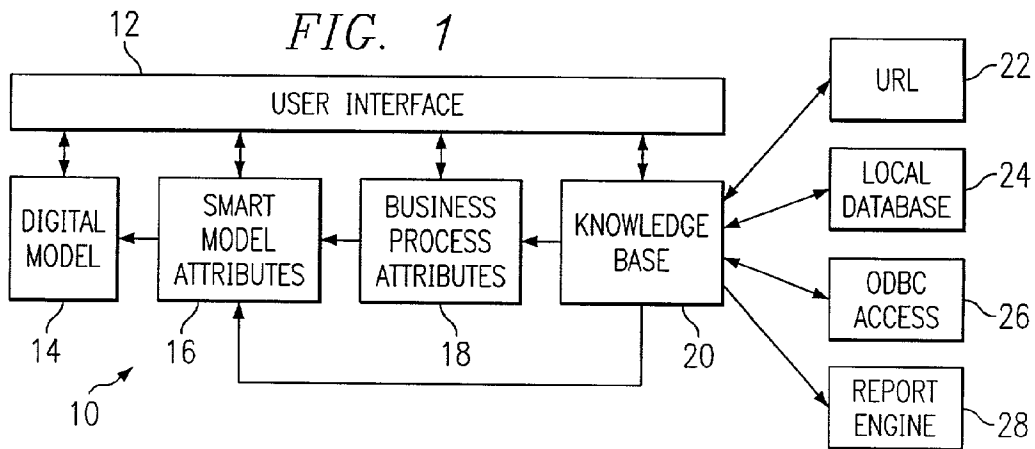 FIG. 1
12
USER INTERFACE
URL
22
DIGITAL
MODEL
SMART
MODEL
ATTRIBUTES
BUSINESS
PROCESS
ATTRIBUTES
KNOWLEDGE
BASE
LOCAL
DATABASE
24
ODBC
ACCESS
26
14
16
18
20
10
REPORT
ENGINE
28